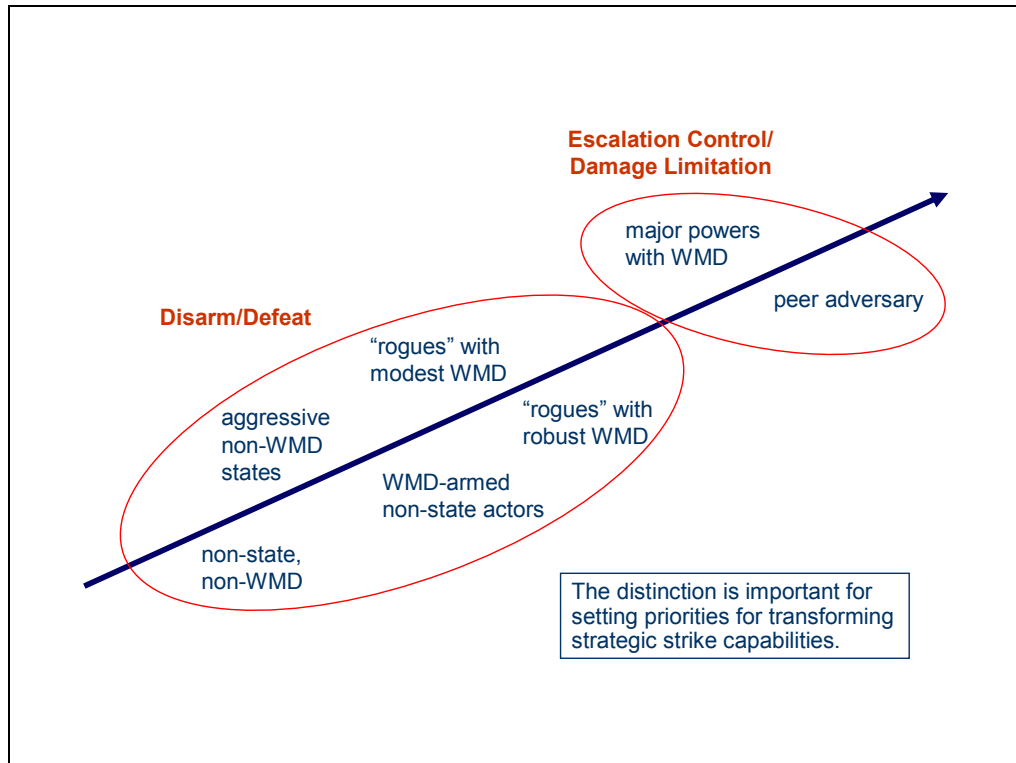 Escalation Control/
Damage Limitation
major powers
with WMD
peer adversary
Disarm/Defeat
“rogues” with
modest WMD
“rogues” with
robust WMD
aggressive
non-WMD
states
WMD-armed
non-state actors
non-state,
non-WMD
The distinction is important for
setting priorities for transforming
strategic strike capabilities.